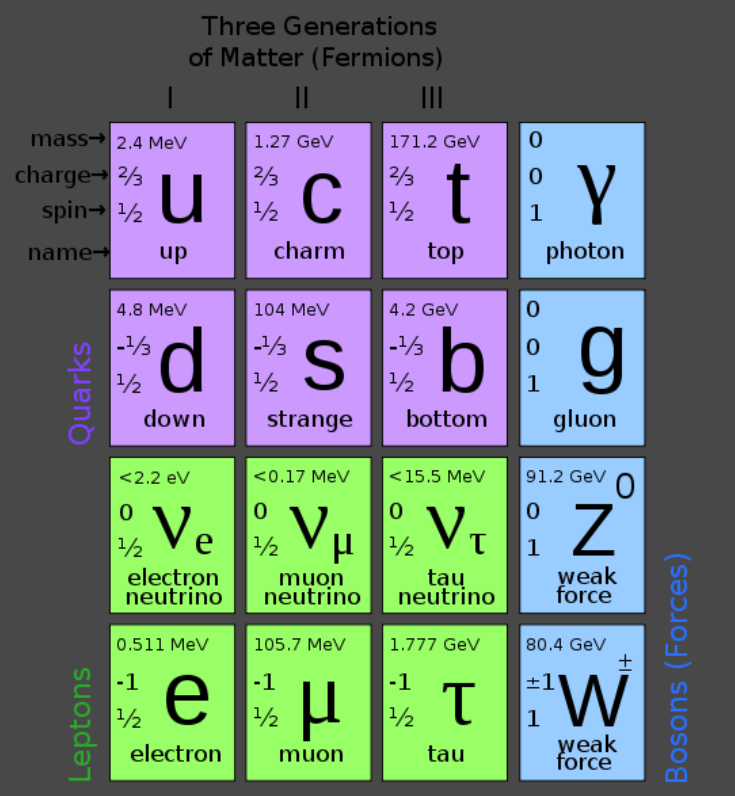 Three Generations
of Matter (Fermions)
I II III
mass→
charge→
spin→
name→
2.4 MeV
⅔
½
u
up
1.27 GeV
⅔
½
c
charm
171.2 GeV
⅔
½
t
top
0
0
1
γ
photon
Quarks
4.8 MeV
-⅓
½
d
down
104 MeV
-⅓
½
s
strange
4.2 GeV
-⅓
½
b
bottom
0
0
1
g
gluon
<2.2 eV
0
½
νe
electron
neutrino
<0.17 MeV
0
½
νμ
muon
neutrino
<15.5 MeV
0
½
ντ
tau
neutrino
91.2 GeV
0
1
Z0
weak
force
Leptons
0.511 MeV
-1
½
e
electron
105.7 MeV
-1
½
μ
muon
1.777 GeV
-1
½
τ
tau
80.4 GeV
±1
1
W±
weak
force
Bosons (Forces)